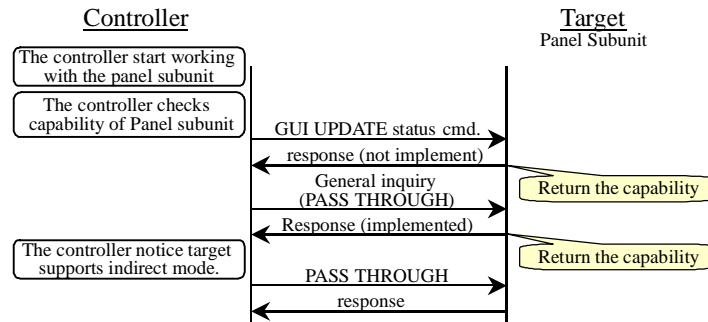 Controller
Target
Panel Subunit
The controller start working
with the panel subunit
The controller checks
capability of Panel subunit
GUI UPDATE status cmd.
response (not implement)
Return the capability
General inquiry
(PASS THROUGH)
Response (implemented)
Return the capability
The controller notice target
supports indirect mode.
PASS THROUGH
response